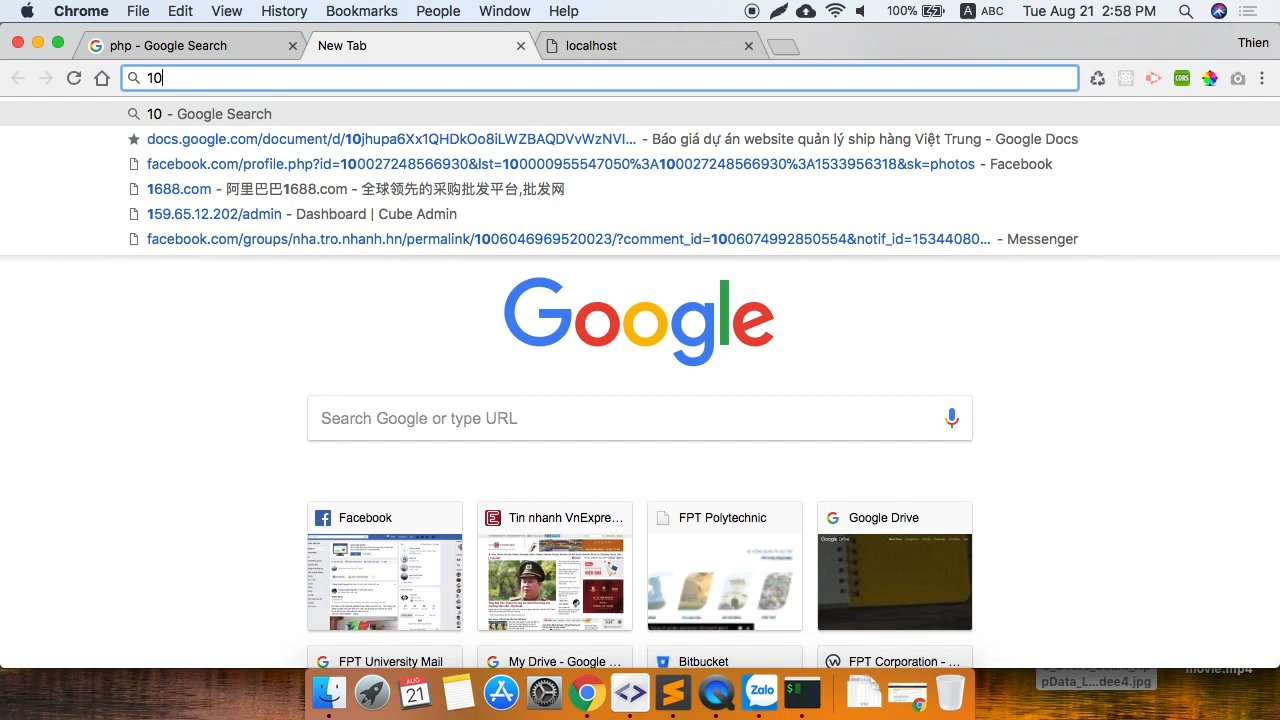 Chrome File Edit View History Bookmarks People Window Help 100% A ABC Tue Aug 21 2:58 PM
php - Google Search New Tab localhost Thien
10 CORS
10 - Google Search
docs.google.com/document/d/10jhupa6Xx1QHDkOo8iLWZBAQDVvWzNVI... - Báo giá dự án website quản lý ship hàng Việt Trung - Google Docs
facebook.com/profile.php?id=100027248566930&lst=100000955547050%3A100027248566930%3A1533956318&sk=photos - Facebook
1688.com - 阿里巴巴1688.com - 全球领先的采购批发平台,批发网
159.65.12.202/admin - Dashboard | Cube Admin
facebook.com/groups/nha.tro.nhanh.hn/permalink/1006046969520023/?comment_id=1006074992850554&notif_id=15344080... - Messenger
Google
Search Google or type URL
Facebook Tin nhanh VnExpre... FPT Polytechnic Google Drive
FPT University Mail My Drive - Google ... Bitbucket FPT Corporation - ...
movie.mp4
pData_L...dee4.jpg
AUG
21 Zalo